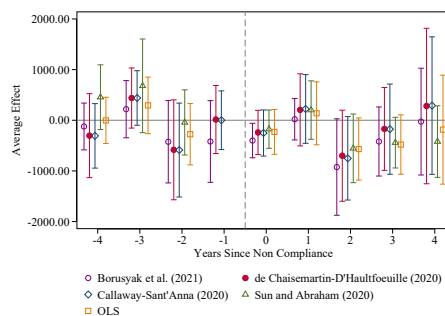 2000.00
1000.00
0.00
-1000.00
-2000.00
Average Effect
-4 -3 -2 -1 0 1 2 3 4
Years Since Non Compliance
Borusyak et al. (2021) de Chaisemartin-D'Haultfoeuille (2020)
Callaway-Sant'Anna (2020) Sun and Abraham (2020)
OLS